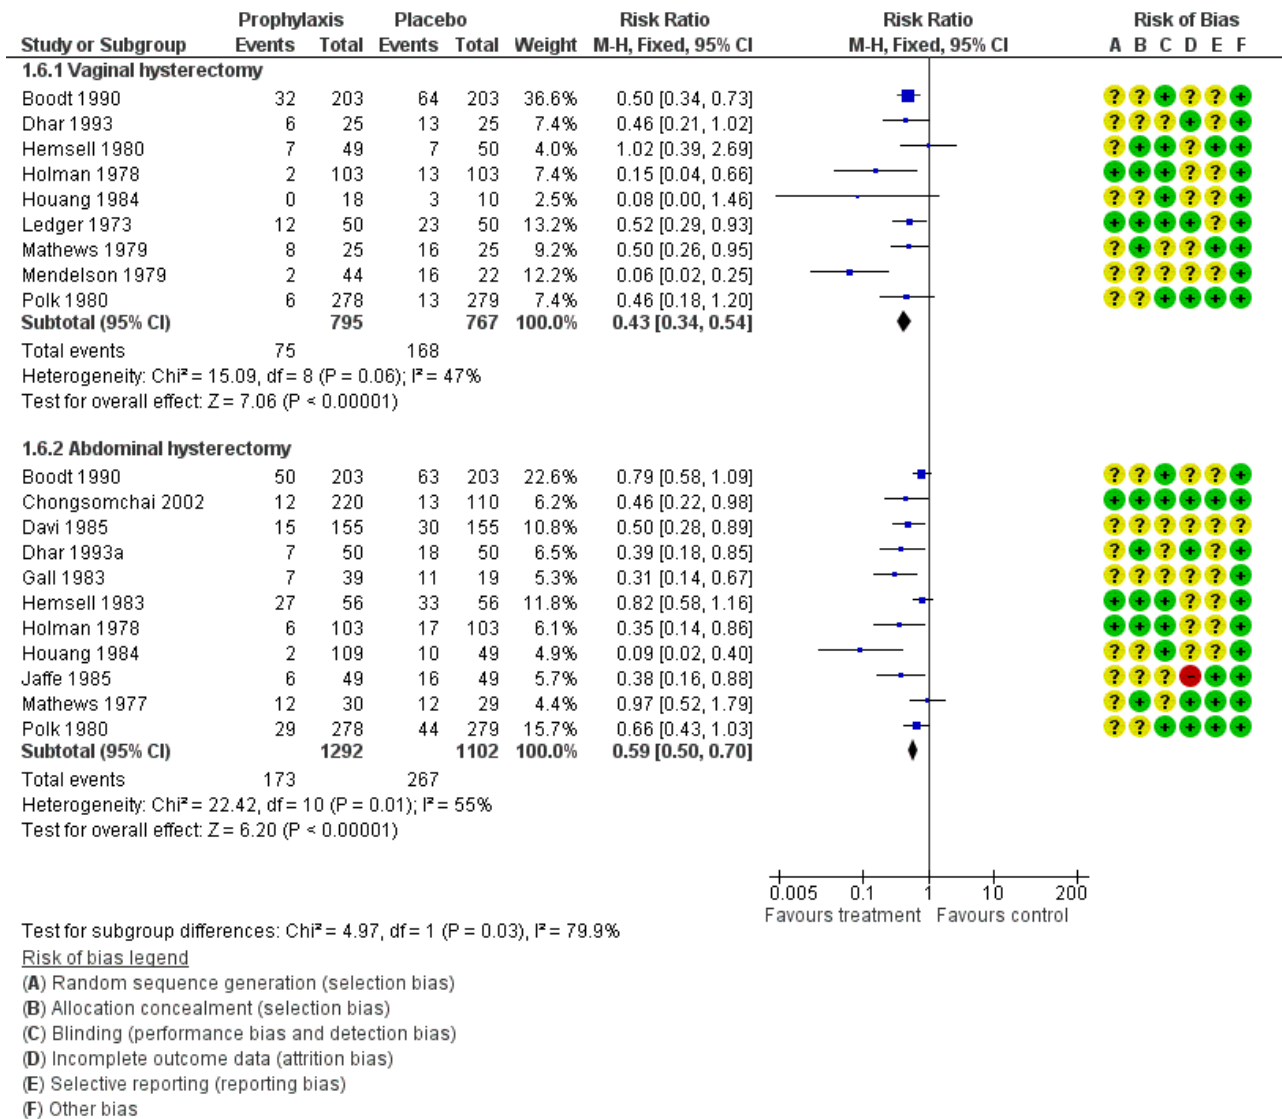 Prophylaxis Placebo Risk Ratio Risk Ratio Risk of Bias
Study or Subgroup Events Total Events Total Weight M-H, Fixed, 95% CI M-H, Fixed, 95% CI A B C D E F
1.6.1 Vaginal hysterectomy
Boodt 1990 32 203 64 203 36.6% 0.50 [0.34, 0.73] ? ? + ? ? +
Dhar 1993 6 25 13 25 7.4% 0.46 [0.21, 1.02] ? ? ? + ? +
Hemsell 1980 7 49 7 50 4.0% 1.02 [0.39, 2.69] ? + + ? + +
Holman 1978 2 103 13 103 7.4% 0.15 [0.04, 0.66] + + + ? ? +
Houang 1984 0 18 3 10 2.5% 0.08 [0.00, 1.46] ? ? + ? ? +
Ledger 1973 12 50 23 50 13.2% 0.52 [0.29, 0.93] + + + + ? +
Mathews 1979 8 25 16 25 9.2% 0.50 [0.26, 0.95] ? + ? ? + +
Mendelson 1979 2 44 16 22 12.2% 0.06 [0.02, 0.25] ? ? ? ? ? +
Polk 1980 6 278 13 279 7.4% 0.46 [0.18, 1.20] ? ? + + + +
Subtotal (95% CI) 795 767 100.0% 0.43 [0.34, 0.54]
Total events 75 168
Heterogeneity: Chi² = 15.09, df = 8 (P = 0.06); I² = 47%
Test for overall effect: Z = 7.06 (P < 0.00001)
1.6.2 Abdominal hysterectomy
Boodt 1990 50 203 63 203 22.6% 0.79 [0.58, 1.09] ? ? + ? ? +
Chongsomchai 2002 12 220 13 110 6.2% 0.46 [0.22, 0.98] + + + + + +
Davi 1985 15 155 30 155 10.8% 0.50 [0.28, 0.89] ? ? ? ? ? ?
Dhar 1993a 7 50 18 50 6.5% 0.39 [0.18, 0.85] ? + ? + ? +
Gall 1983 7 39 11 19 5.3% 0.31 [0.14, 0.67] ? ? ? ? ? +
Hemsell 1983 27 56 33 56 11.8% 0.82 [0.58, 1.16] + + + ? ? +
Holman 1978 6 103 17 103 6.1% 0.35 [0.14, 0.86] + + + ? ? +
Houang 1984 2 109 10 49 4.9% 0.09 [0.02, 0.40] ? ? + ? ? +
Jaffe 1985 6 49 16 49 5.7% 0.38 [0.16, 0.88] ? ? ? - + +
Mathews 1977 12 30 12 29 4.4% 0.97 [0.52, 1.79] ? + ? + + +
Polk 1980 29 278 44 279 15.7% 0.66 [0.43, 1.03] ? ? + + + +
Subtotal (95% CI) 1292 1102 100.0% 0.59 [0.50, 0.70]
Total events 173 267
Heterogeneity: Chi² = 22.42, df = 10 (P = 0.01); I² = 55%
Test for overall effect: Z = 6.20 (P < 0.00001)
0.005 0.1 1 10 200
Favours treatment Favours control
Test for subgroup differences: Chi² = 4.97, df = 1 (P = 0.03), I² = 79.9%
Risk of bias legend
(A) Random sequence generation (selection bias)
(B) Allocation concealment (selection bias)
(C) Blinding (performance bias and detection bias)
(D) Incomplete outcome data (attrition bias)
(E) Selective reporting (reporting bias)
(F) Other bias